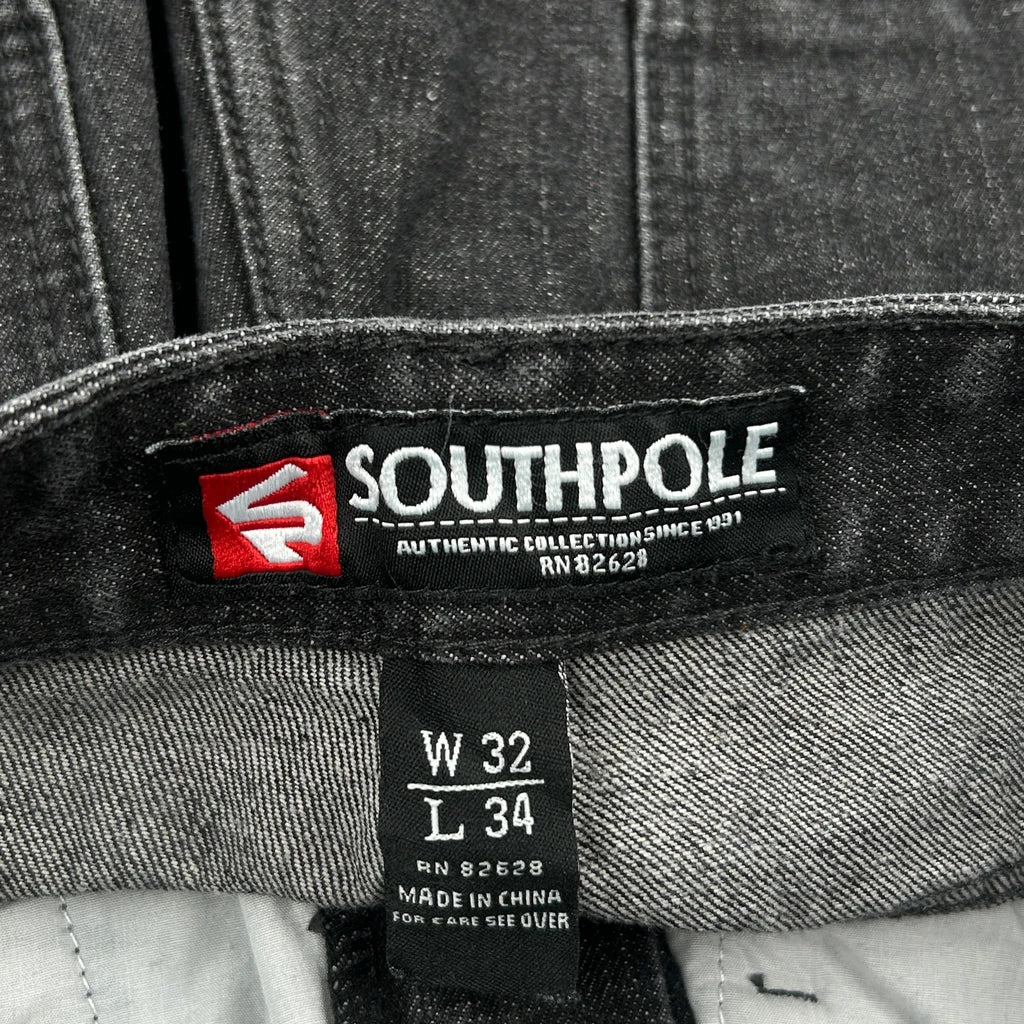 SOUTHPOLE
AUTHENTIC COLLECTION SINCE 1991
RN 82628
W 32
L 34
RN 82628
MADE IN CHINA
FOR CARE SEE OVER